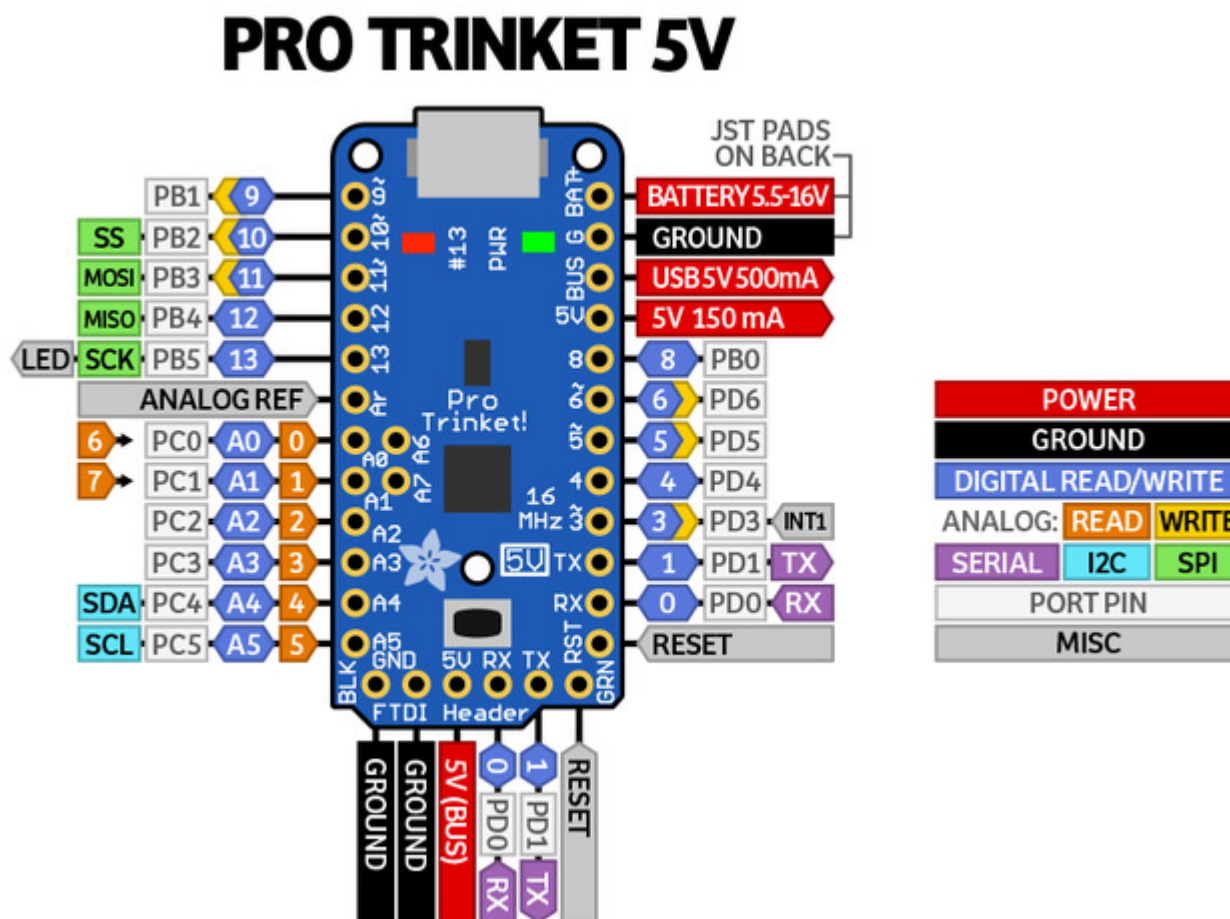 PRO TRINKET 5V
JST PADS
ON BACK
PB1 9 9~ BAT+ BATTERY 5.5-16V
SS PB2 10 10~ #13 PWR G GROUND
MOSI PB3 11 11~ BUS USB 5V 500mA
MISO PB4 12 12 5V 5V 150 mA
LED SCK PB5 13 13 8 8 PB0
ANALOG REF Ar Pro Trinket! 6~ 6 PD6
6 PC0 A0 0 A0 A6 5~ 5 PD5
7 PC1 A1 1 A1 A7 4 4 PD4
PC2 A2 2 A2 16 MHz 3~ 3 PD3 INT1
PC3 A3 3 A3 5V TX 1 PD1 TX
SDA PC4 A4 4 A4 RX 0 PD0 RX
SCL PC5 A5 5 A5 RST RESET
BLK GND 5V RX TX GRN
FTDI Header
GROUND
GROUND
5V (BUS)
0 PD0 RX
1 PD1 TX
RESET
POWER
GROUND
DIGITAL READ/WRITE
ANALOG: READ WRITE
SERIAL I2C SPI
PORT PIN
MISC